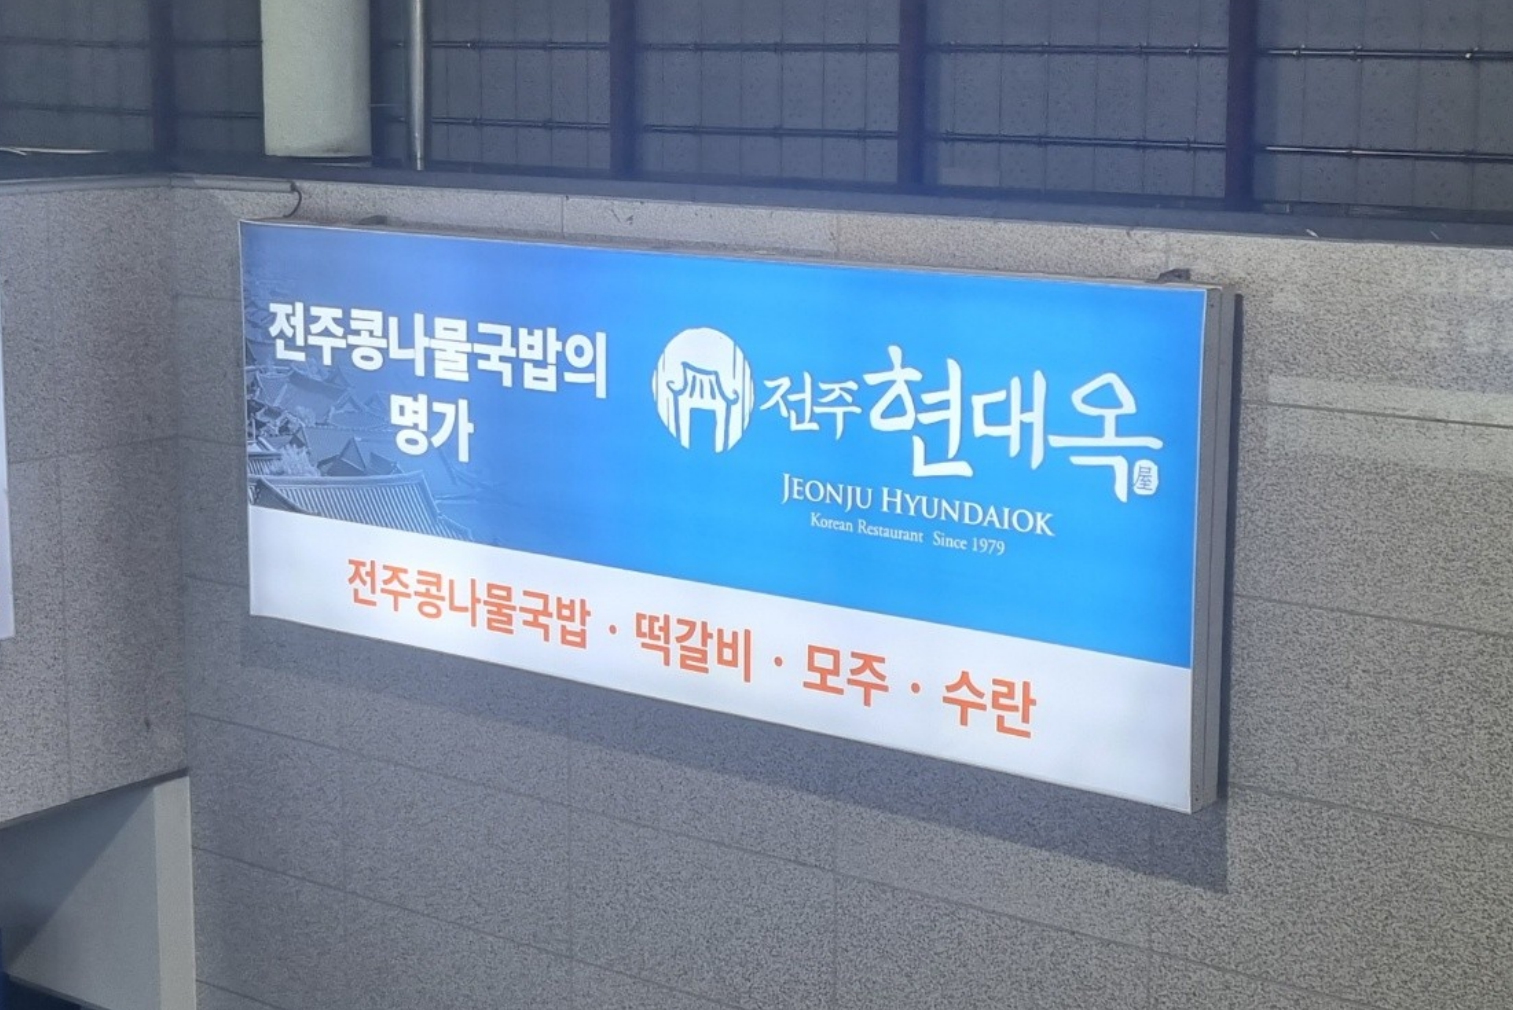 전주콩나물국밥의
명가
전주 현대옥
屋
JEONJU HYUNDAIOK
Korean Restaurant Since 1979
전주콩나물국밥 · 떡갈비 · 모주 · 수란